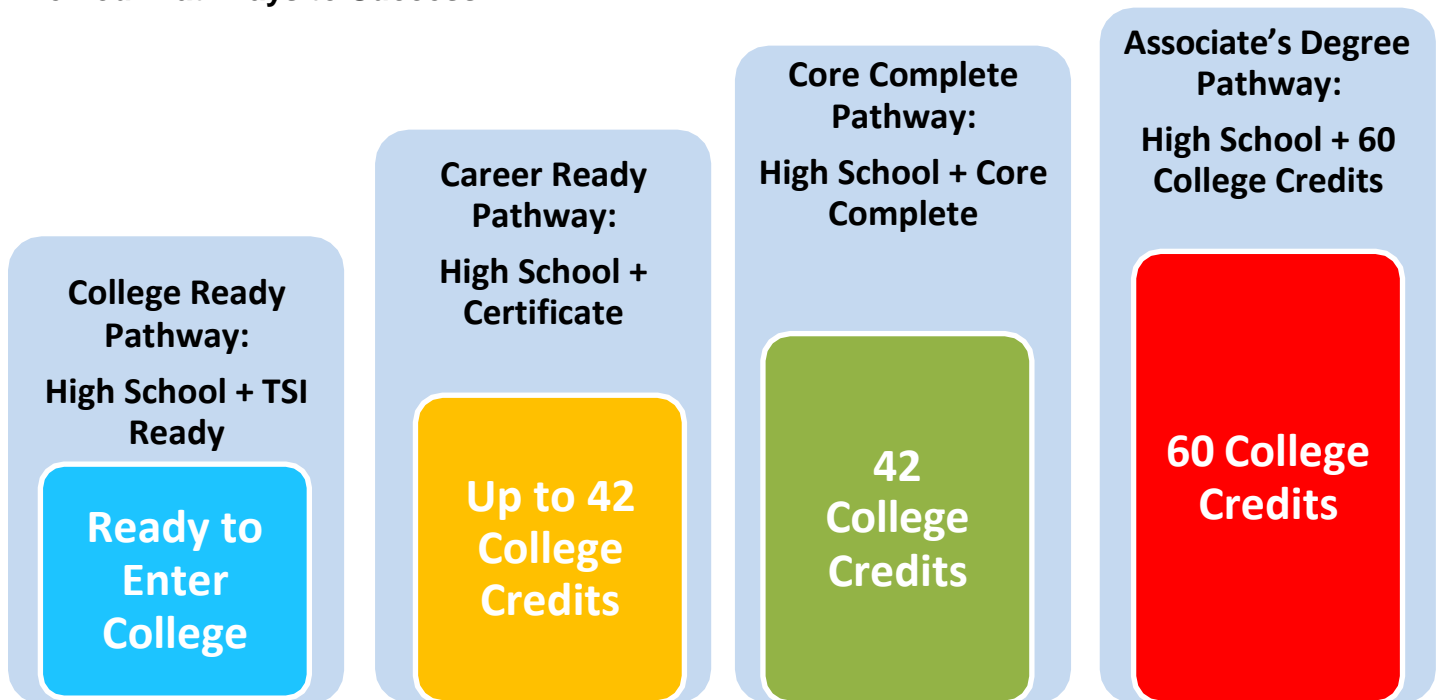 College Ready
Pathway:
High School + TSI
Ready
Ready to
Enter
College
Career Ready
Pathway:
High School +
Certificate
Up to 42
College
Credits
Core Complete
Pathway:
High School + Core
Complete
42
College
Credits
Associate’s Degree
Pathway:
High School + 60
College Credits
60 College
Credits